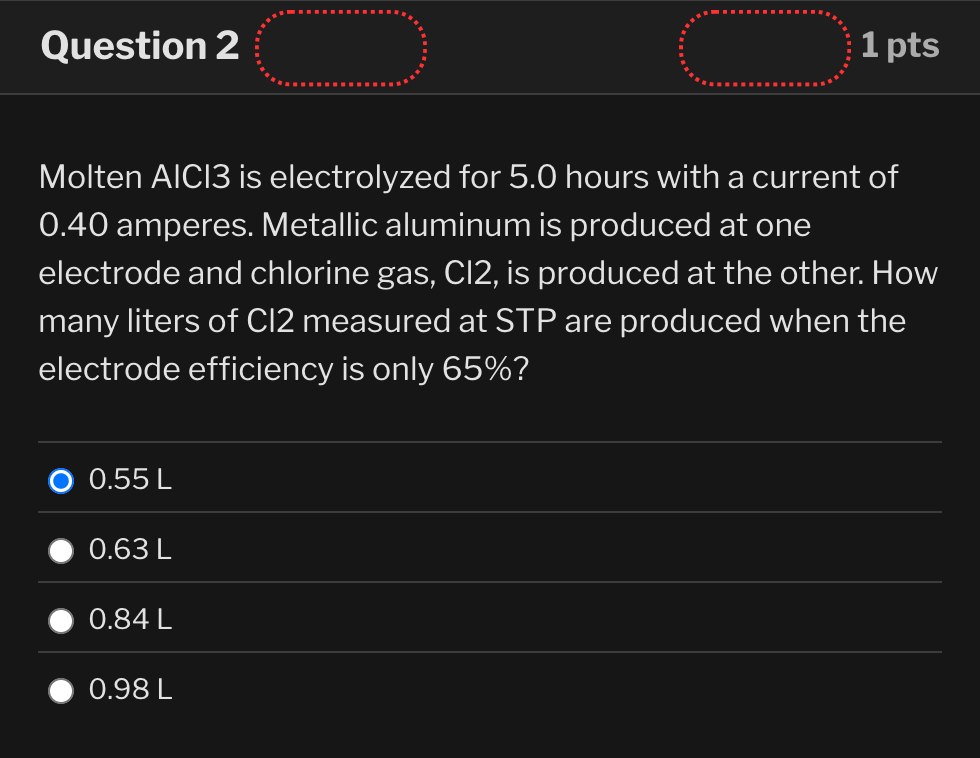 Question 2
1 pts
Molten AlCl3 is electrolyzed for 5.0 hours with a current of
0.40 amperes. Metallic aluminum is produced at one
electrode and chlorine gas, Cl2, is produced at the other. How
many liters of Cl2 measured at STP are produced when the
electrode efficiency is only 65%?
0.55 L
0.63 L
0.84 L
0.98 L